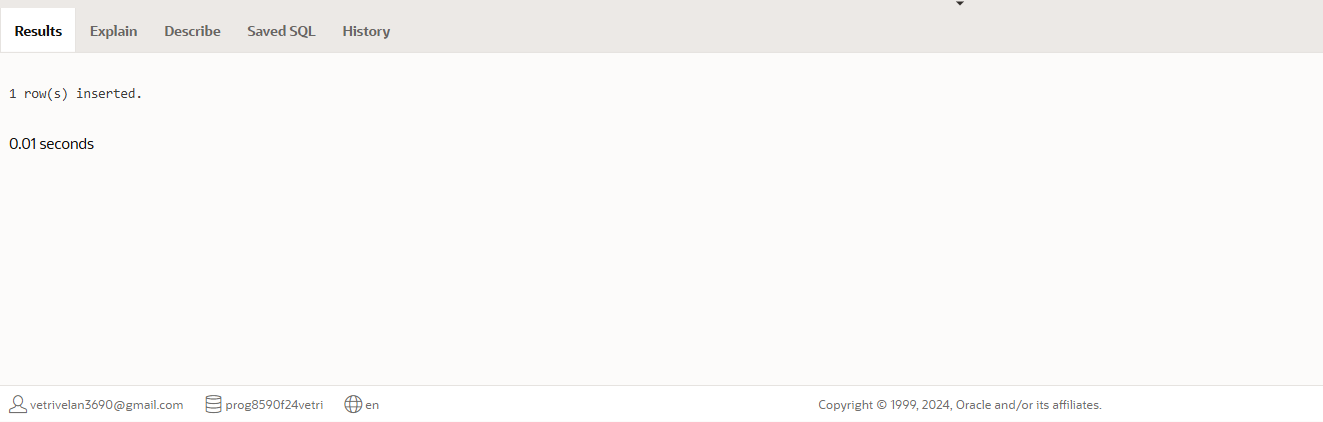 Results Explain Describe Saved SQL History
1 row(s) inserted.
0.01 seconds
vetrivelan3690@gmail.com prog8590f24vetri en Copyright © 1999, 2024, Oracle and/or its affiliates.